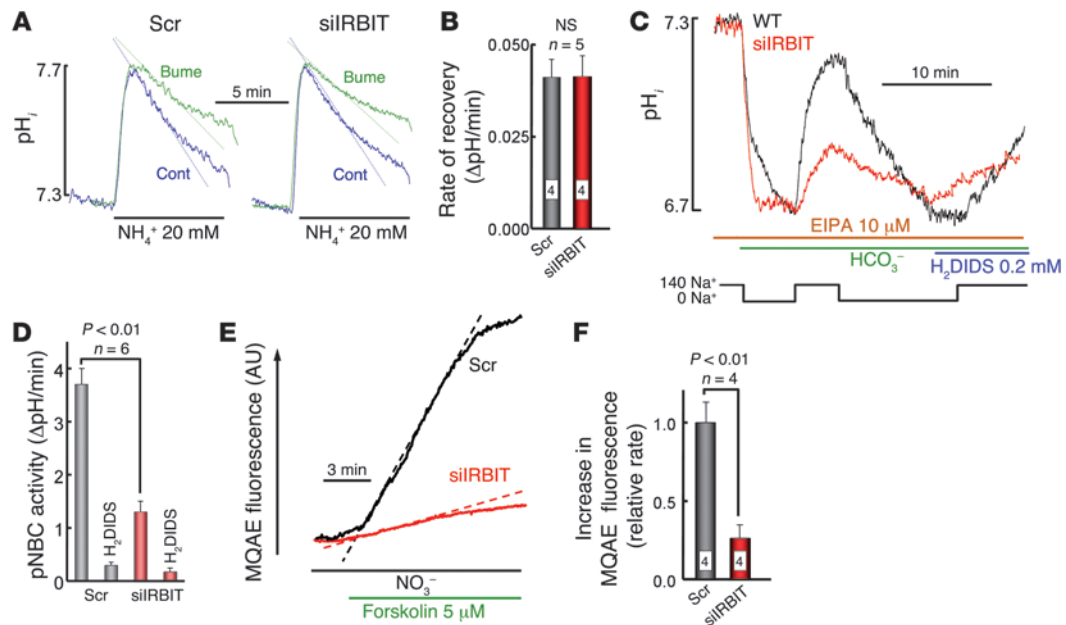 A
Scr
siIRBIT
7.7
7.3
pHi
Bume
Cont
5 min
Bume
Cont
NH₄⁺ 20 mM
NH₄⁺ 20 mM
B
NS
n = 5
0.050
0.025
0.000
Rate of recovery
(ΔpH/min)
4
4
Scr
siIRBIT
C
7.3
6.7
pHi
WT
siIRBIT
10 min
EIPA 10 µM
HCO₃⁻
H₂DIDS 0.2 mM
140 Na⁺
0 Na⁺
D
P < 0.01
n = 6
4
3
2
1
0
pNBC activity (ΔpH/min)
H₂DIDS
H₂DIDS
Scr
siIRBIT
E
MQAE fluorescence (AU)
Scr
3 min
siIRBIT
NO₃⁻
Forskolin 5 µM
F
P < 0.01
n = 4
1.0
0.5
0.0
Increase in
MQAE fluorescence
(relative rate)
4
4
Scr
siIRBIT